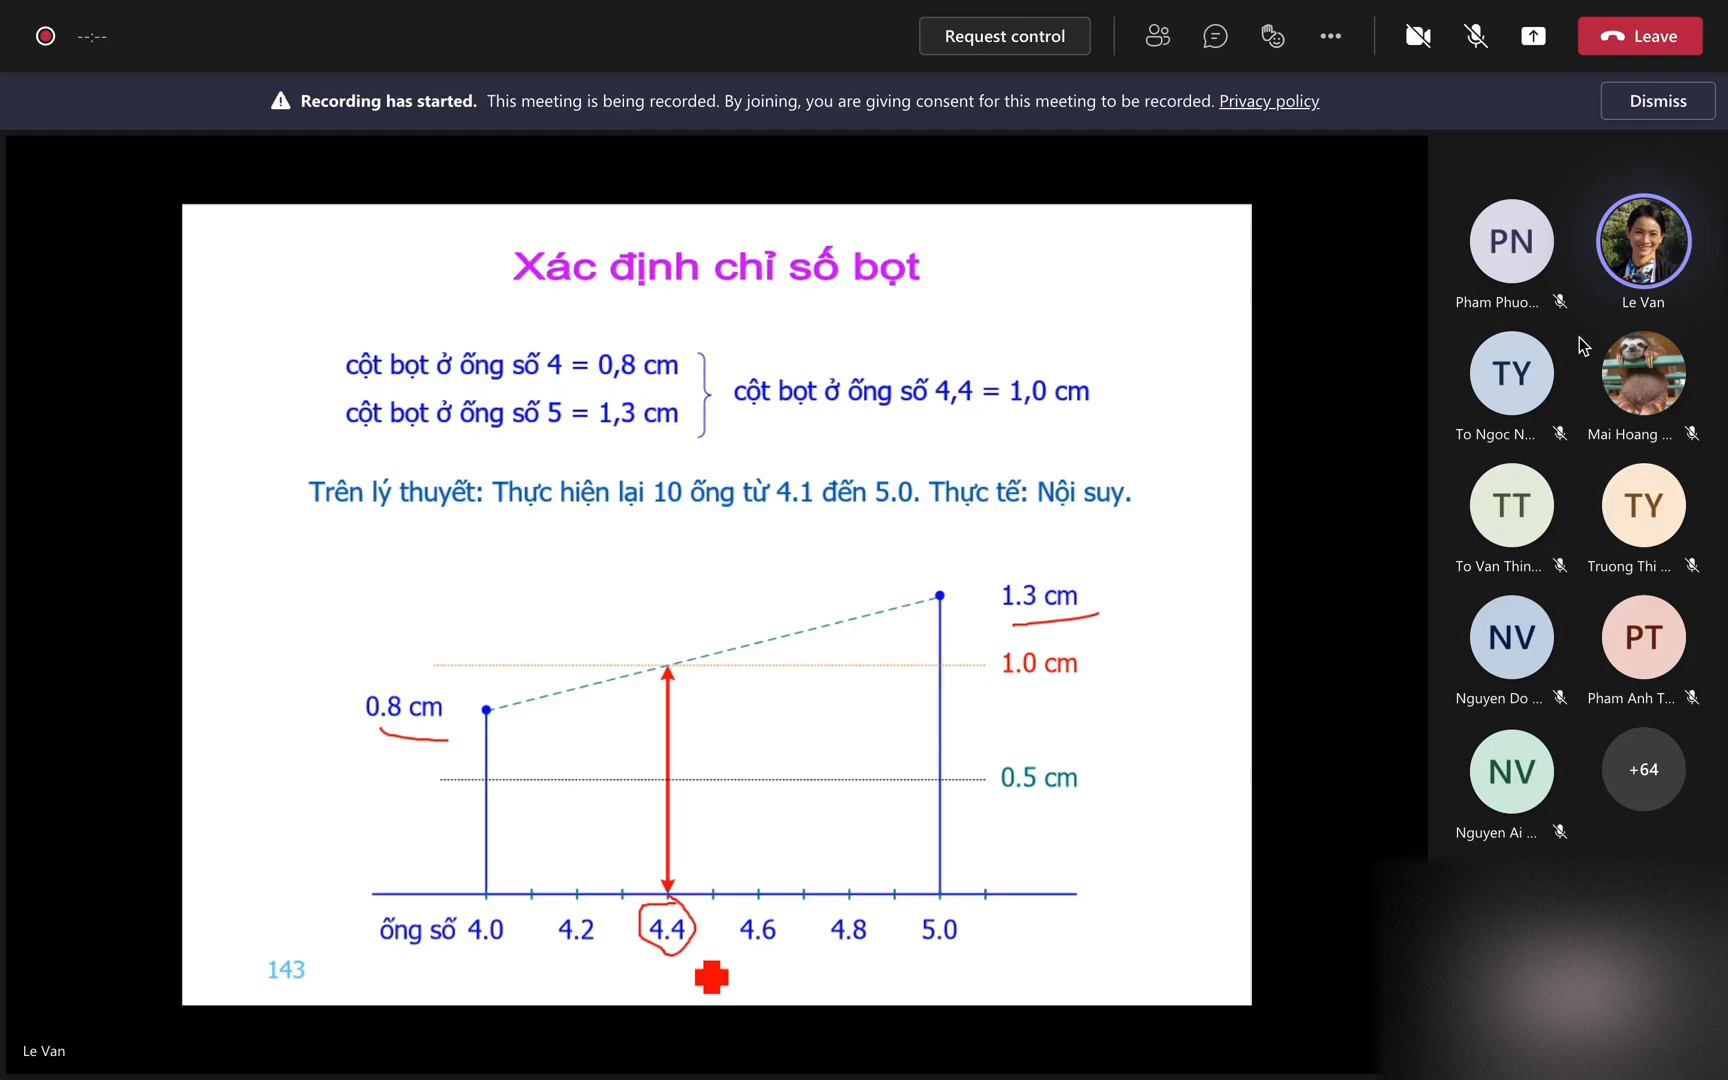 --:--
Request control
Leave
Recording has started. This meeting is being recorded. By joining, you are giving consent for this meeting to be recorded. Privacy policy
Dismiss
Xác định chỉ số bọt
cột bọt ở ống số 4 = 0,8 cm
cột bọt ở ống số 5 = 1,3 cm
cột bọt ở ống số 4,4 = 1,0 cm
Trên lý thuyết: Thực hiện lại 10 ống từ 4.1 đến 5.0. Thực tế: Nội suy.
1.3 cm
1.0 cm
0.8 cm
0.5 cm
ống số 4.0 4.2 4.4 4.6 4.8 5.0
143
Le Van
PN
Pham Phuo...
Le Van
TY
To Ngoc N...
Mai Hoang ...
TT
To Van Thin...
TY
Truong Thi ...
NV
Nguyen Do ...
PT
Pham Anh T...
NV
Nguyen Ai ...
+64